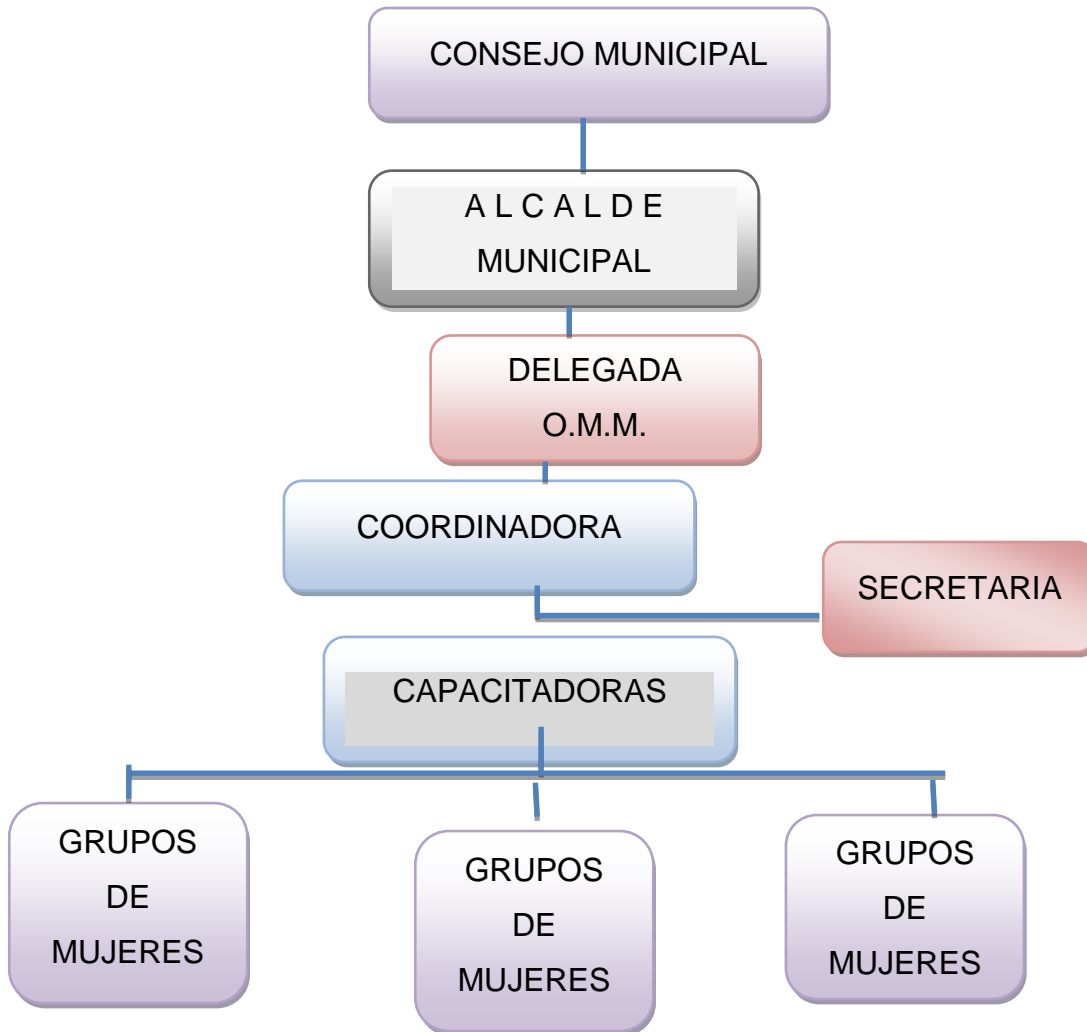 CONSEJO MUNICIPAL
A L C A L D E
MUNICIPAL
DELEGADA
O.M.M.
COORDINADORA
SECRETARIA
CAPACITADORAS
GRUPOS
DE
MUJERES
GRUPOS
DE
MUJERES
GRUPOS
DE
MUJERES